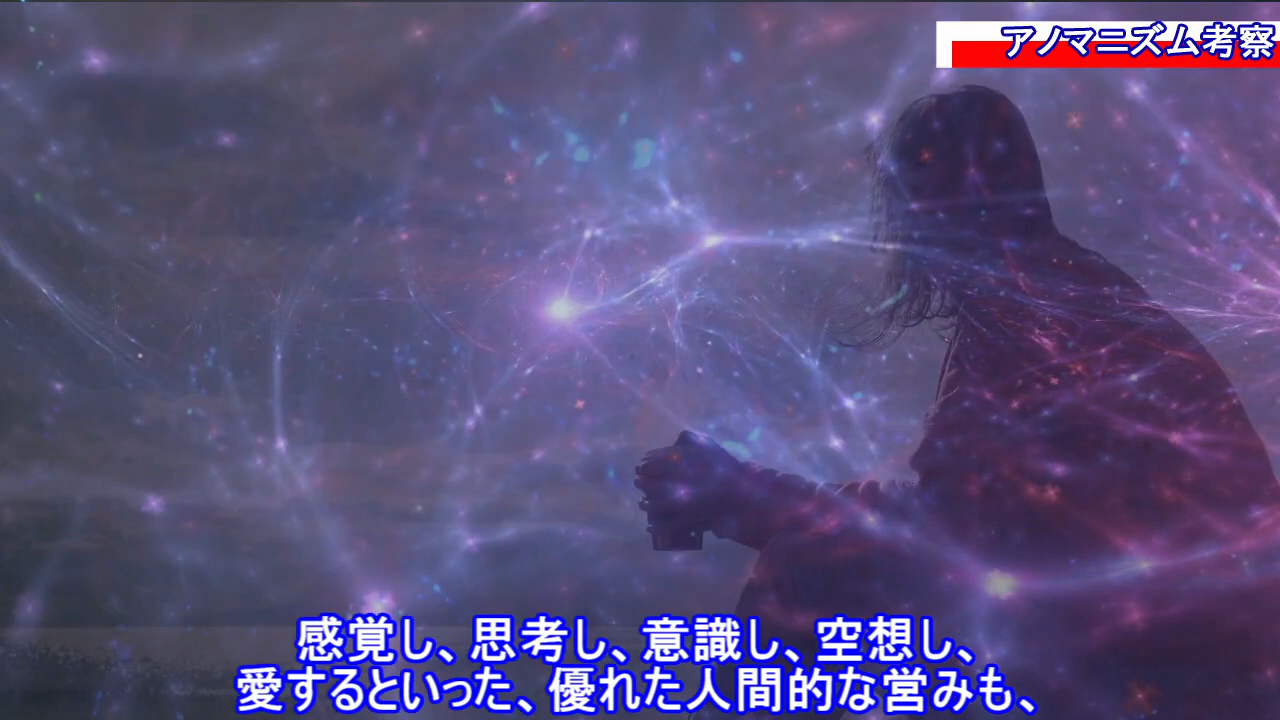 アノマニズム考察
感覚し、思考し、意識し、空想し、
愛するといった、優れた人間的な営みも、